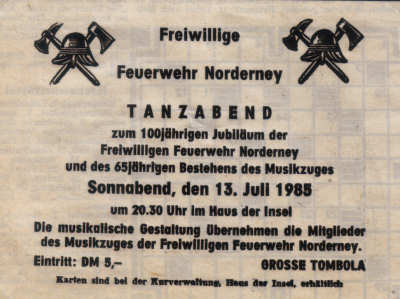 Freiwillige
Feuerwehr Norderney
TANZABEND
zum 100jährigen Jubiläum der
Freiwilligen Feuerwehr Norderney
und des 65jährigen Bestehens des Musikzuges
Sonnabend, den 13. Juli 1985
um 20.30 Uhr im Haus der Insel
Die musikalische Gestaltung übernehmen die Mitglieder
des Musikzuges der Freiwilligen Feuerwehr Norderney.
Eintritt: DM 5,– GROSSE TOMBOLA
Karten sind bei der Kurverwaltung, Haus der Insel, erhältlich